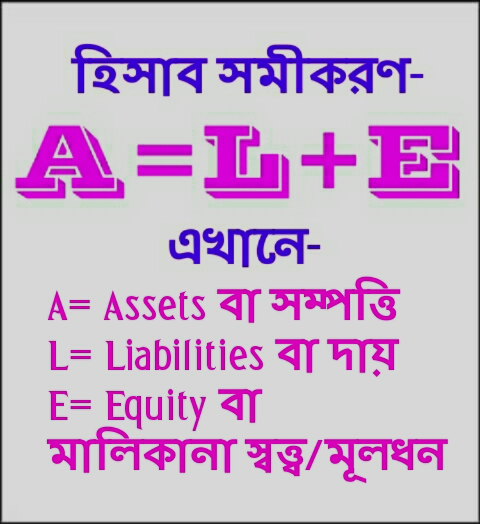 হিসাব সমীকরণ-
A=L+E
এখানে-
A= Assets বা সম্পত্তি
L= Liabilities বা দায়
E= Equity বা
মালিকানা স্বত্ত্ব/মূলধন